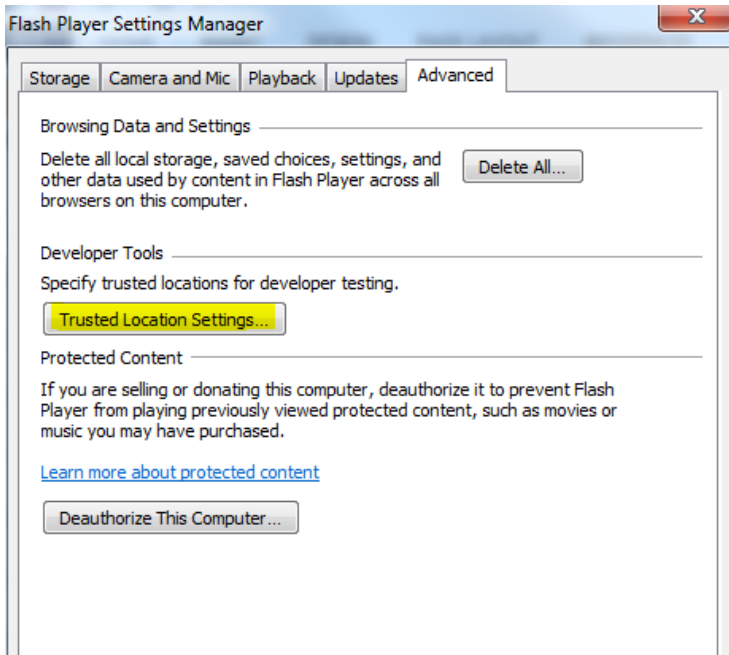 Flash Player Settings Manager
Storage Camera and Mic Playback Updates Advanced
Browsing Data and Settings
Delete all local storage, saved choices, settings, and
other data used by content in Flash Player across all
browsers on this computer.
Delete All...
Developer Tools
Specify trusted locations for developer testing.
Trusted Location Settings...
Protected Content
If you are selling or donating this computer, deauthorize it to prevent Flash
Player from playing previously viewed protected content, such as movies or
music you may have purchased.
Learn more about protected content
Deauthorize This Computer...